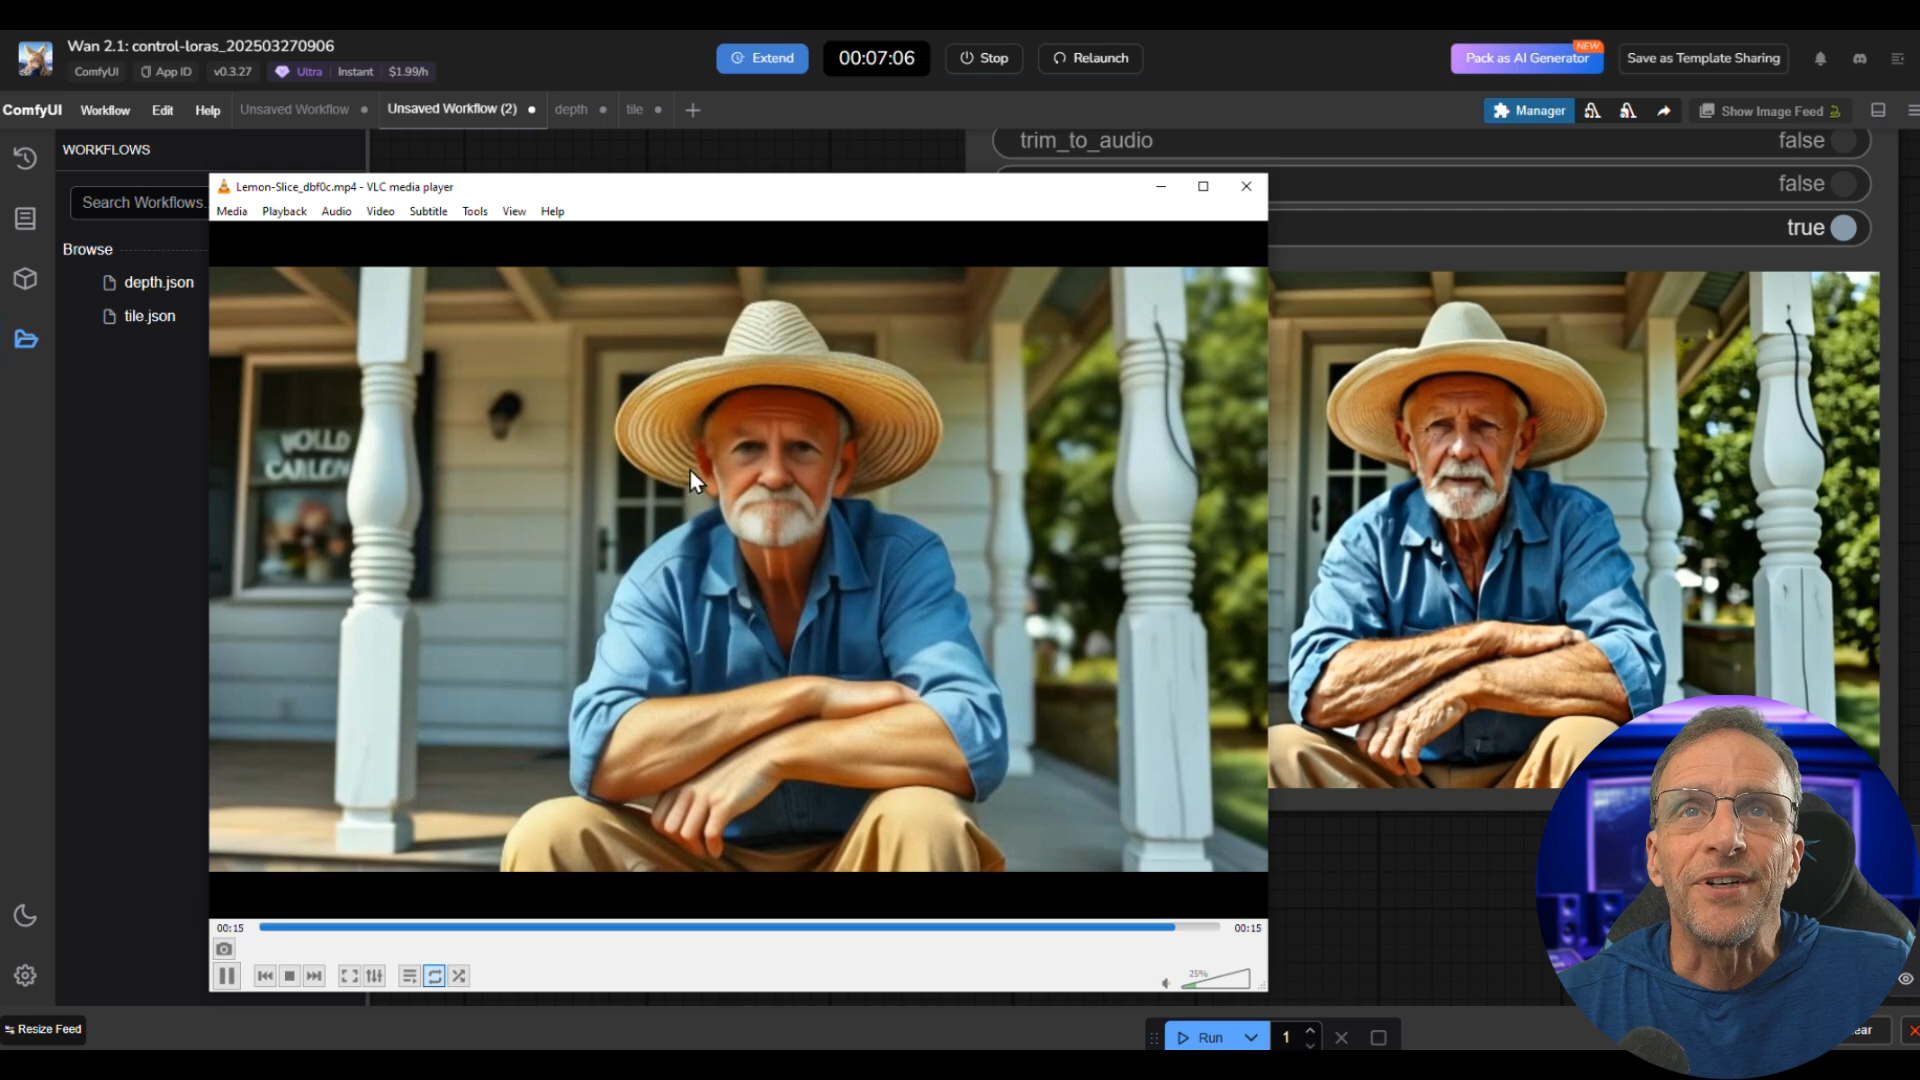 Wan 2.1: control-loras_202503270906
ComfyUI App ID v0.3.27 Ultra Instant $1.99/h
Extend 00:07:06 Stop Relaunch
NEW
Pack as AI Generator Save as Template Sharing
ComfyUI Workflow Edit Help Unsaved Workflow Unsaved Workflow (2) depth tile
Manager Show Image Feed
WORKFLOWS
trim_to_audio false
false
true
Search Workflows.
Lemon-Slice_dbf0c.mp4 - VLC media player
Media Playback Audio Video Subtitle Tools View Help
Browse
depth.json
tile.json
00:15 00:15
25%
Resize Feed
Run 1
ear